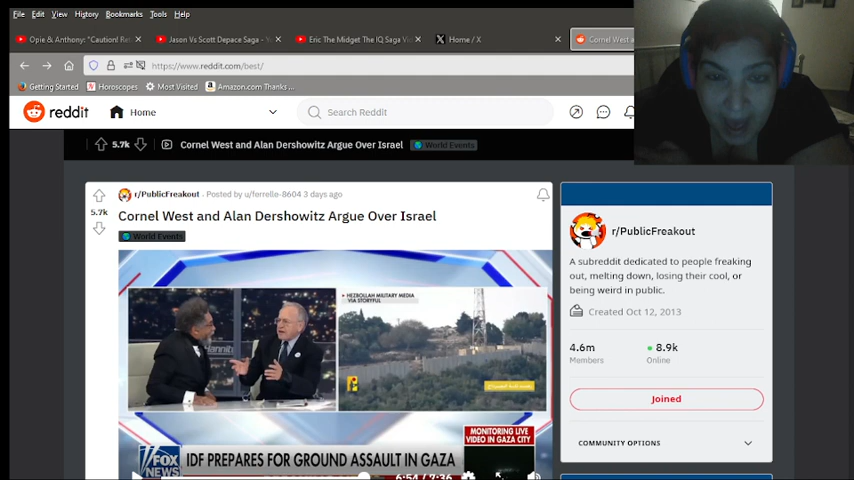 File Edit View History Bookmarks Tools Help
Opie & Anthony: "Caution! Ret
Jason Vs Scott Depace Saga - Y
Eric The Midget The IQ Saga Vi
Home / X
Cornel West a
https://www.reddit.com/best/
Getting Started Horoscopes Most Visited Amazon.com Thanks ...
reddit Home Search Reddit
5.7k Cornel West and Alan Dershowitz Argue Over Israel World Events
r/PublicFreakout · Posted by u/ferrelle-8604 3 days ago
5.7k
Cornel West and Alan Dershowitz Argue Over Israel
World Events
HEZBOLLAH MILITARY MEDIA
VIA STORYFUL
Hannity
MONITORING LIVE
VIDEO IN GAZA CITY
FOX
NEWS
IDF PREPARES FOR GROUND ASSAULT IN GAZA
6:54 / 7:36
r/PublicFreakout
A subreddit dedicated to people freaking
out, melting down, losing their cool, or
being weird in public.
Created Oct 12, 2013
4.6m 8.9k
Members Online
Joined
COMMUNITY OPTIONS